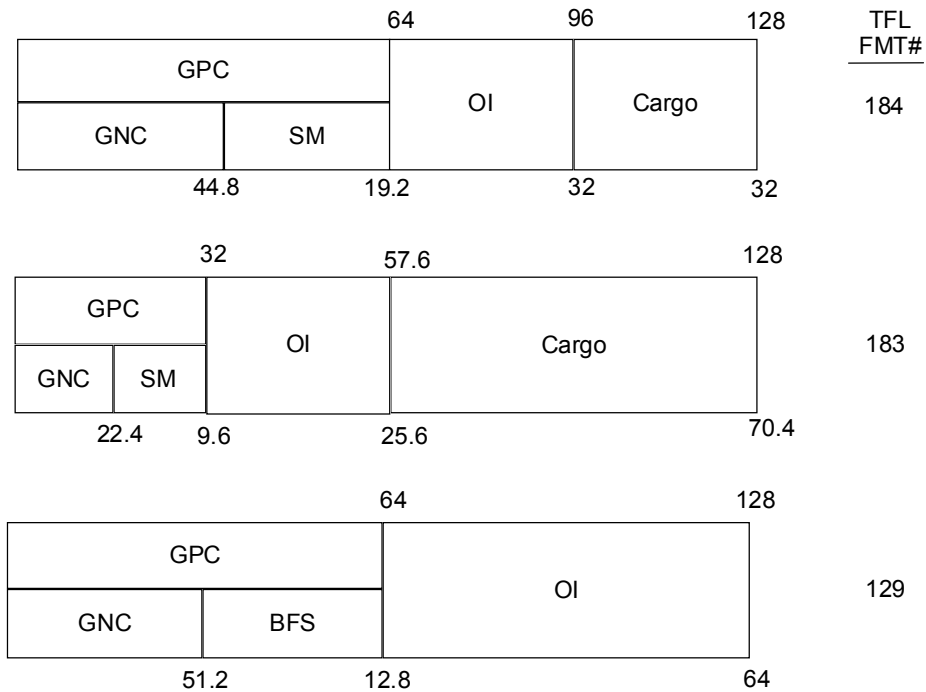 64 96 128 TFL
FMT#
GPC
OI Cargo 184
GNC SM
44.8 19.2 32 32
32 57.6 128
GPC
OI Cargo 183
GNC SM
22.4 9.6 25.6 70.4
64 128
GPC
OI 129
GNC BFS
51.2 12.8 64